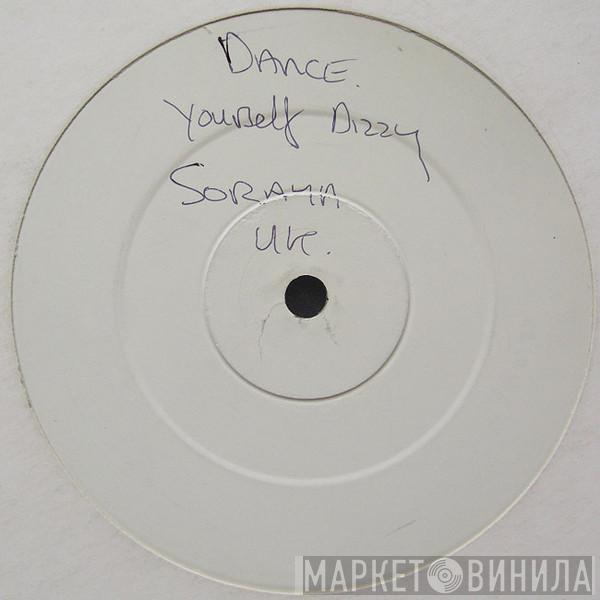 DANCE.
Yourself Dizzy
SORAYA
UK.
МАРКЕТ ВИНИЛА